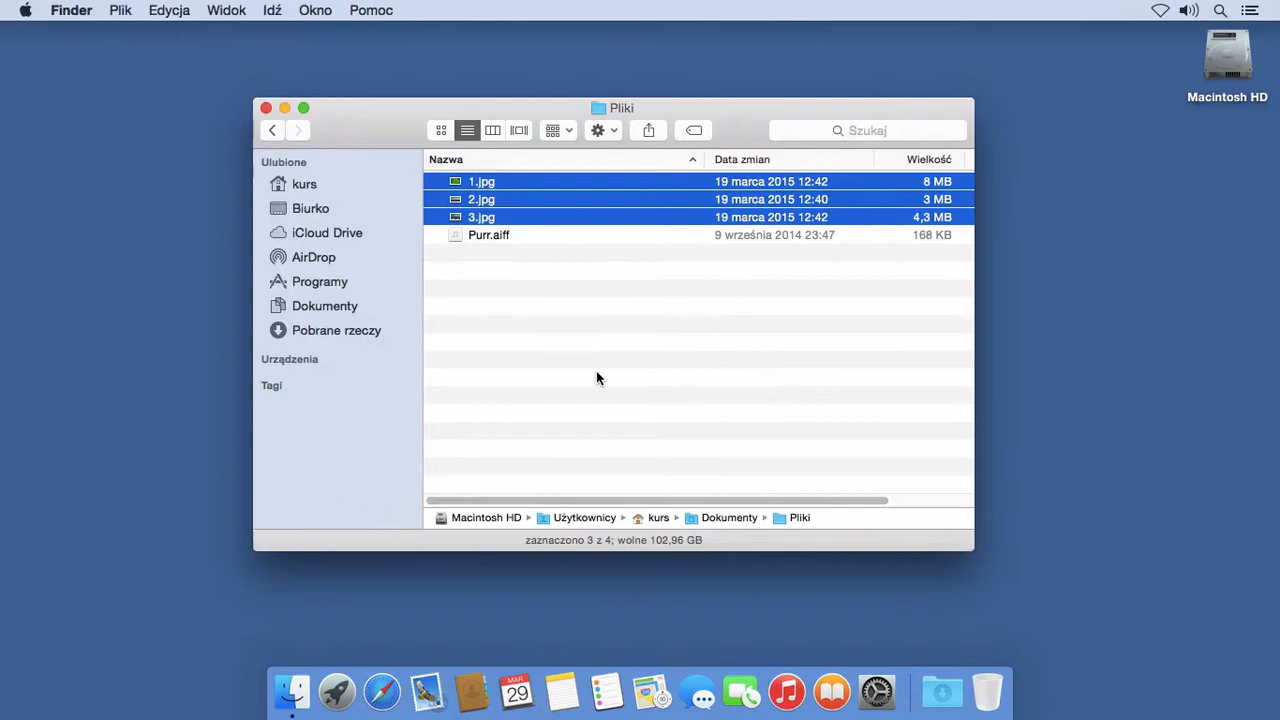 Finder Plik Edycja Widok Idź Okno Pomoc
Macintosh HD
Pliki
Szukaj
Ulubione
kurs
Biurko
iCloud Drive
AirDrop
Programy
Dokumenty
Pobrane rzeczy
Urządzenia
Tagi
Nazwa Data zmian Wielkość
1.jpg 19 marca 2015 12:42 8 MB
2.jpg 19 marca 2015 12:40 3 MB
3.jpg 19 marca 2015 12:42 4,3 MB
Purr.aiff 9 września 2014 23:47 168 KB
Macintosh HD Użytkownicy kurs Dokumenty Pliki
zaznaczono 3 z 4; wolne 102,96 GB
MAR
29